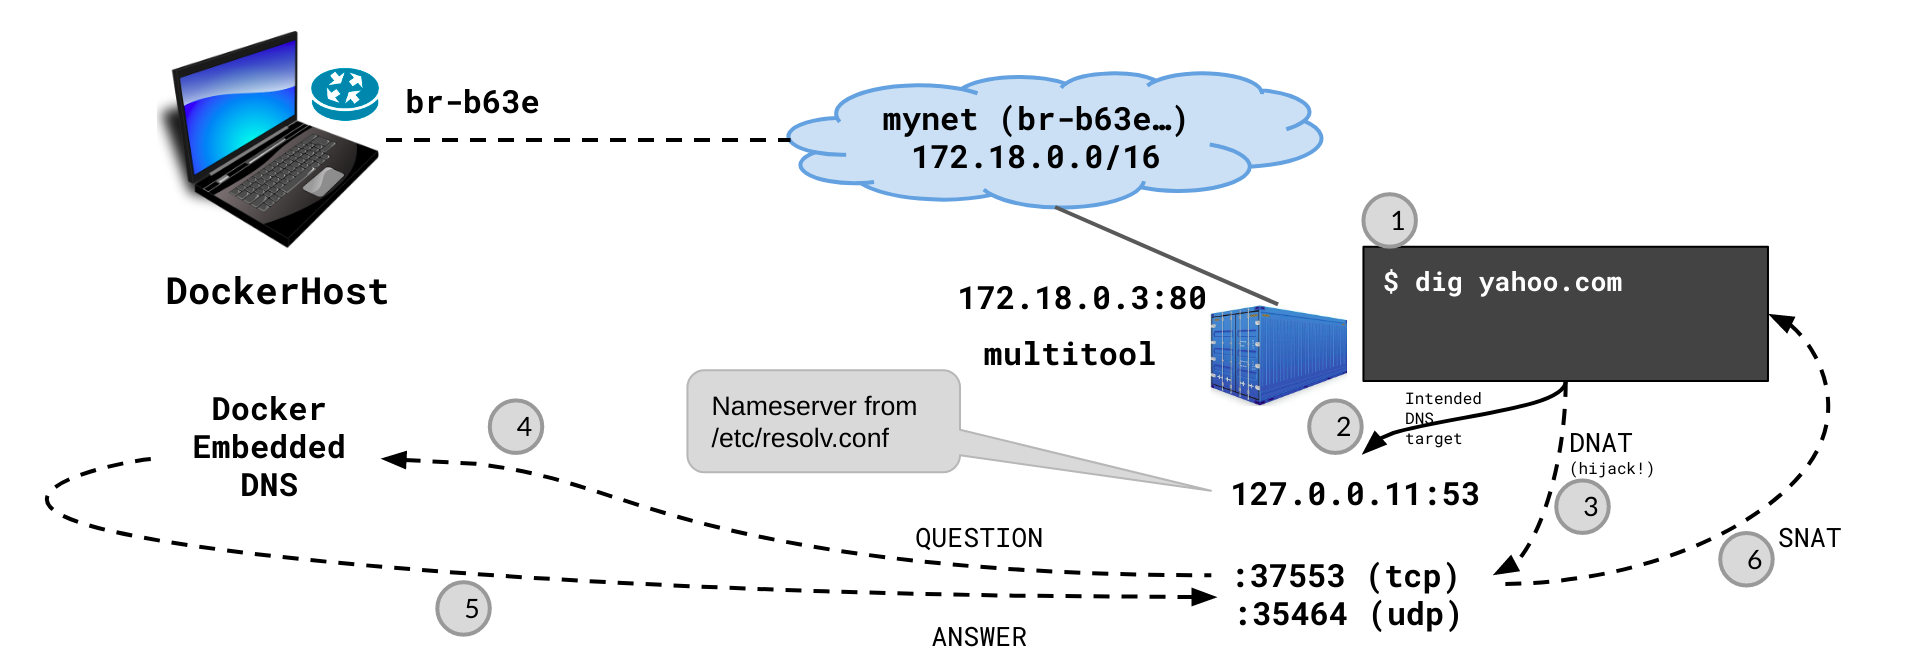 br-b63e
mynet (br-b63e…)
172.18.0.0/16
1
$ dig yahoo.com
DockerHost
172.18.0.3:80
multitool
Nameserver from
/etc/resolv.conf
Intended
DNS
target
2
DNAT
(hijack!)
3
Docker
Embedded
DNS
4
127.0.0.11:53
QUESTION
SNAT
6
:37553 (tcp)
:35464 (udp)
5
ANSWER